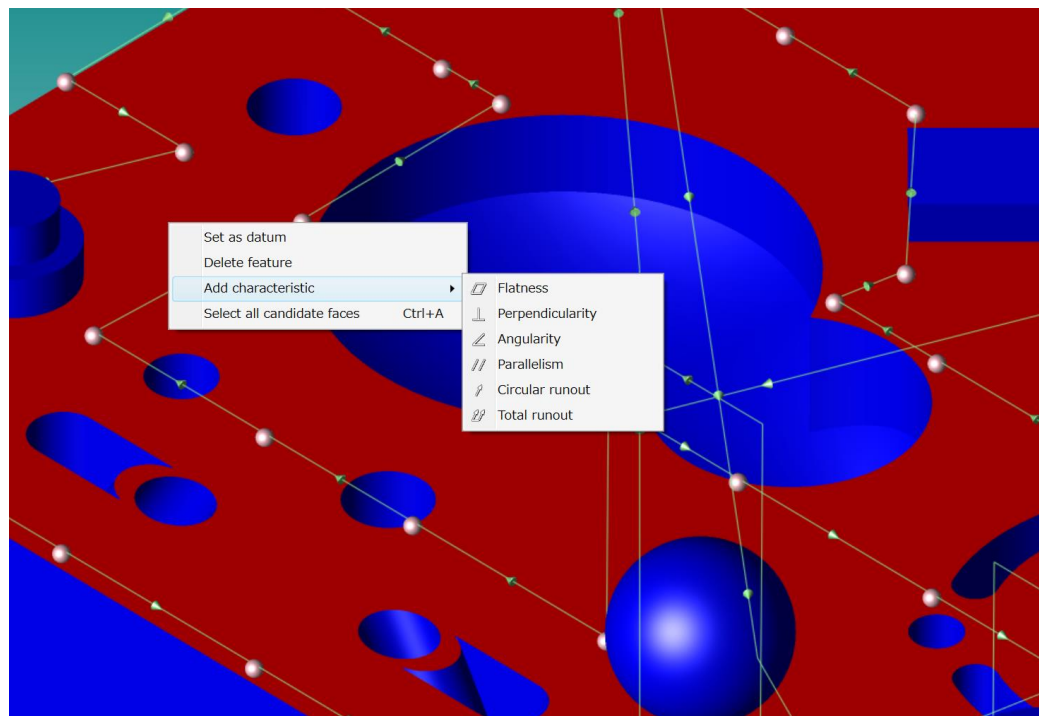 Set as datum
Delete feature
Add characteristic
Select all candidate faces Ctrl+A
Flatness
Perpendicularity
Angularity
Parallelism
Circular runout
Total runout